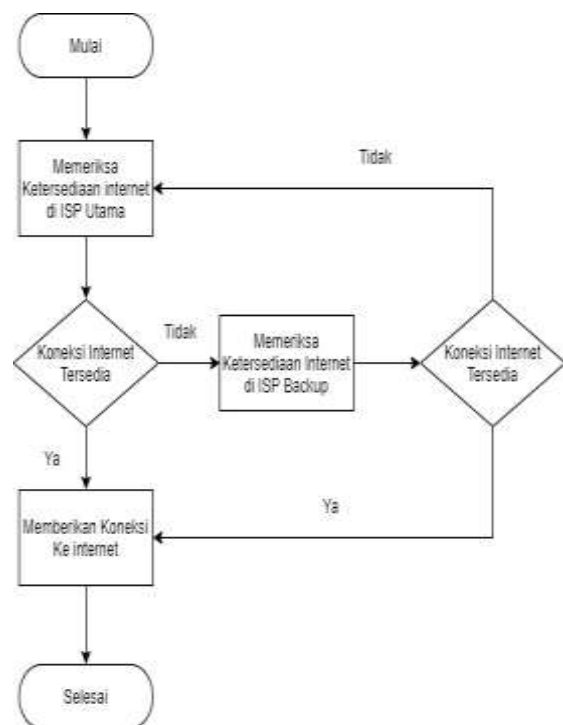 Mulai
Memeriksa
Ketersediaan internet
di ISP Utama
Tidak
Koneksi Internet
Tersedia
Tidak
Memeriksa
Ketersediaan Internet
di ISP Backup
Koneksi Internet
Tersedia
Ya
Memberikan Koneksi
Ke internet
Ya
Selesai